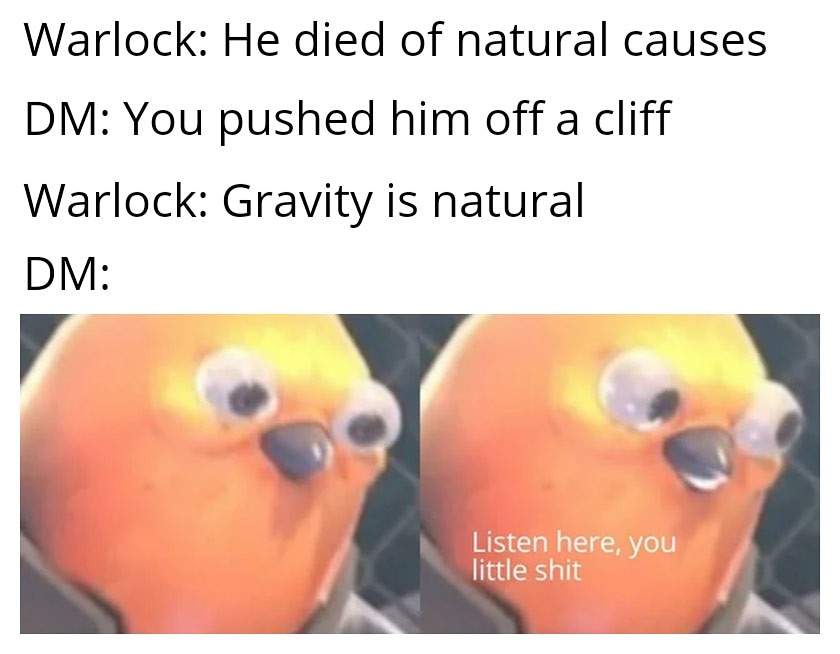 Warlock: He died of natural causes
DM: You pushed him off a cliff
Warlock: Gravity is natural
DM:
Listen here, you
little shit